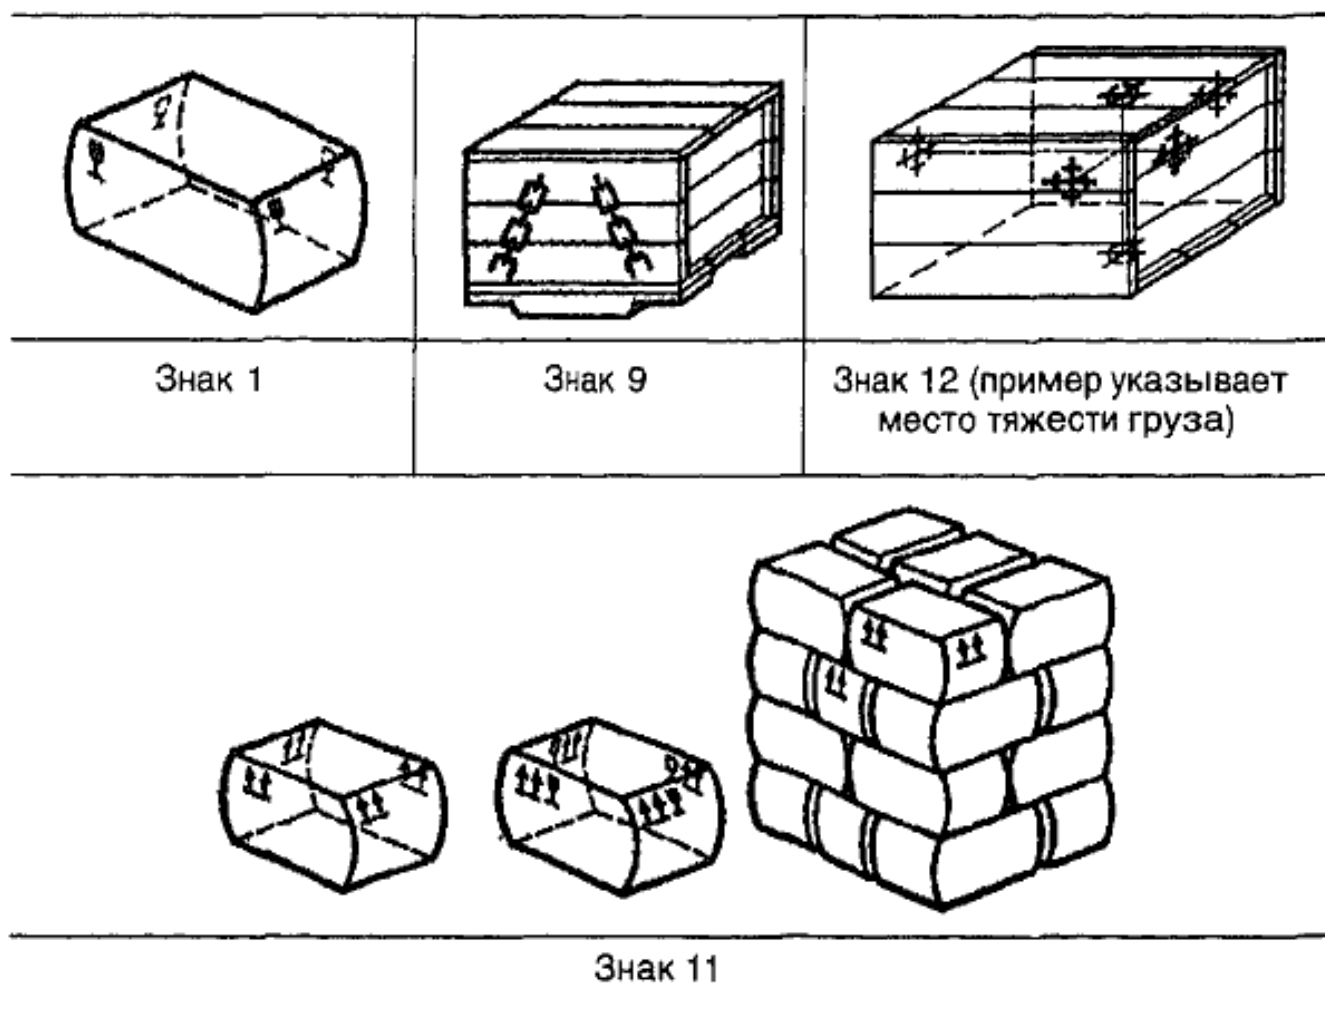 Знак 1
Знак 9
Знак 12 (пример указывает
место тяжести груза)
Знак 11